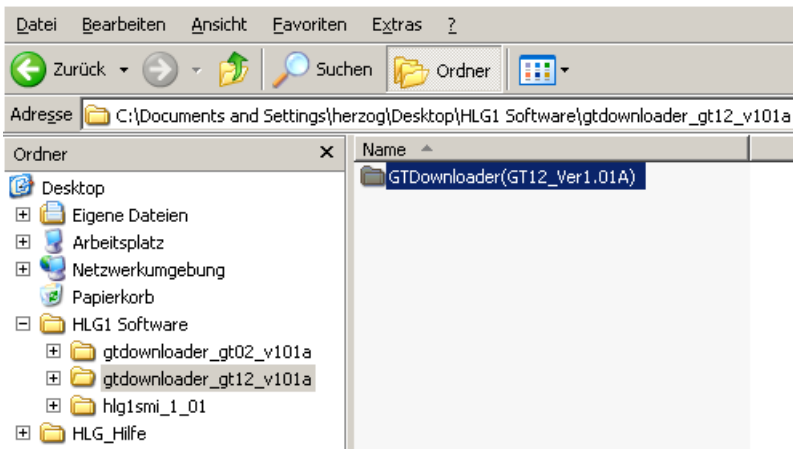 Datei Bearbeiten Ansicht Favoriten Extras ?
Zurück Suchen Ordner
Adresse C:\Documents and Settings\herzog\Desktop\HLG1 Software\gtdownloader_gt12_v101a
Ordner
Desktop
Eigene Dateien
Arbeitsplatz
Netzwerkumgebung
Papierkorb
HLG1 Software
gtdownloader_gt02_v101a
gtdownloader_gt12_v101a
hlg1smi_1_01
HLG_Hilfe
Name
GTDownloader(GT12_Ver1.01A)